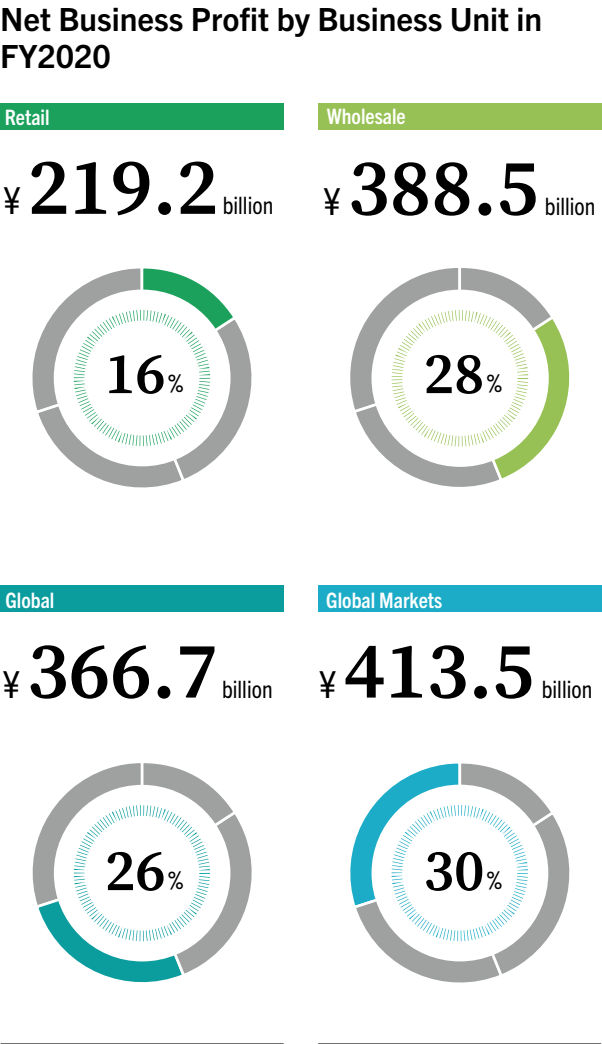 Net Business Profit by Business Unit in
FY2020
Retail
¥ 219.2 billion
16%
Wholesale
¥ 388.5 billion
28%
Global
¥ 366.7 billion
26%
Global Markets
¥ 413.5 billion
30%